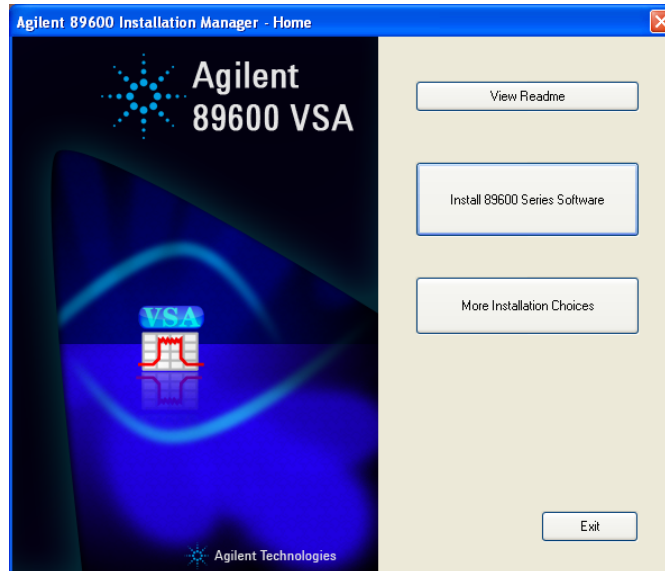 Agilent 89600 Installation Manager - Home
Agilent
89600 VSA
VSA
Agilent Technologies
View Readme
Install 89600 Series Software
More Installation Choices
Exit